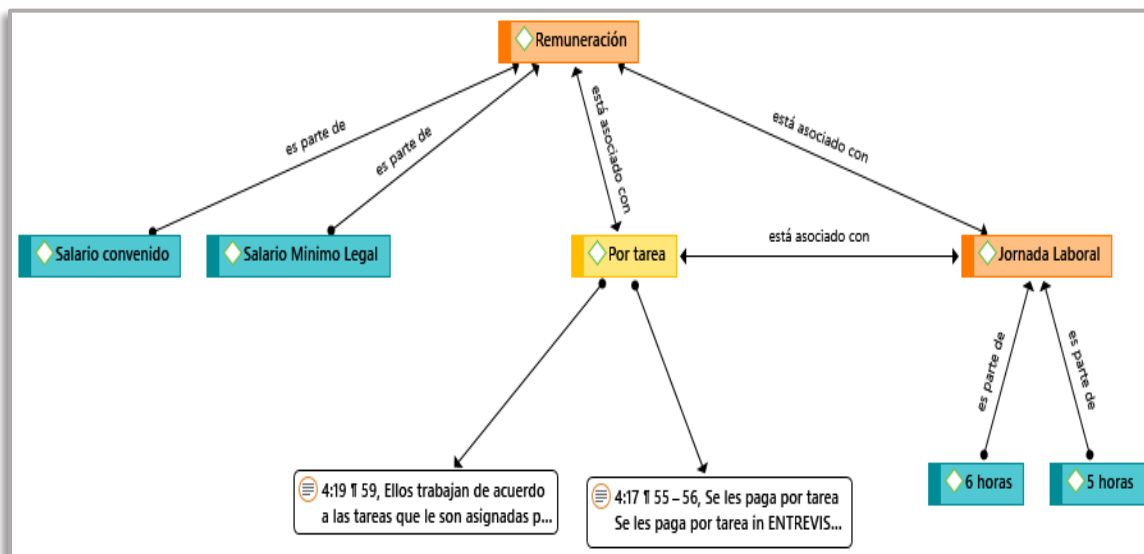 Remuneración
es parte de
es parte de
está asociado con
está asociado con
Salario convenido
Salario Minimo Legal
Por tarea
está asociado con
Jornada Laboral
es parte de
es parte de
4:19 ¶ 59, Ellos trabajan de acuerdo
a las tareas que le son asignadas p...
4:17 ¶ 55 – 56, Se les paga por tarea
Se les paga por tarea in ENTREVIS...
6 horas
5 horas